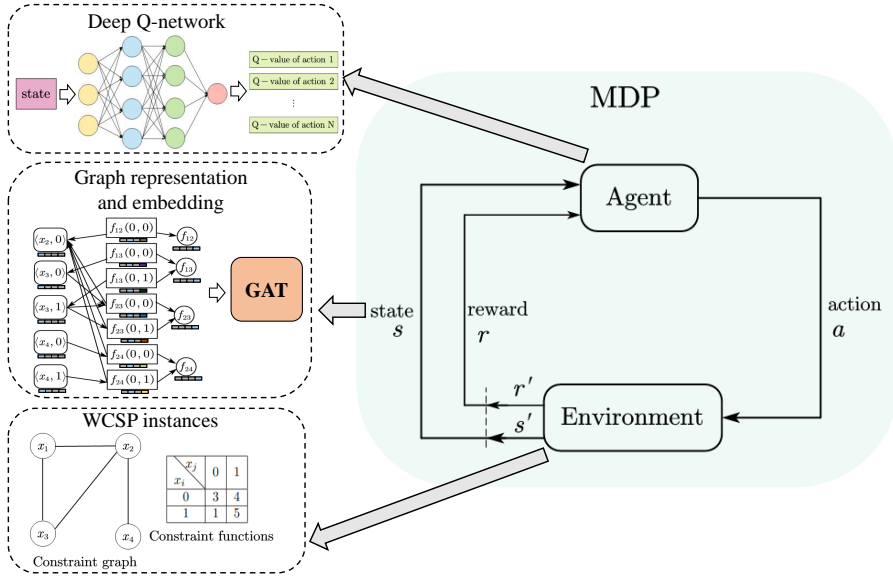 Deep Q-network
state
Q − value of action 1
Q − value of action 2
⋮
Q − value of action N
Graph representation
and embedding
⟨x₂, 0⟩
⟨x₃, 0⟩
⟨x₃, 1⟩
⟨x₄, 0⟩
⟨x₄, 1⟩
f₁₂(0, 0)
f₁₃(0, 0)
f₁₃(0, 1)
f₂₃(0, 0)
f₂₃(0, 1)
f₂₄(0, 0)
f₂₄(0, 1)
f₁₂
f₁₃
f₂₃
f₂₄
GAT
WCSP instances
x₁
x₂
x₃
x₄
Constraint graph
xⱼ 0 1
xᵢ
0 3 4
1 1 5
Constraint functions
MDP
Agent
state
s
reward
r
action
a
r′
s′
Environment